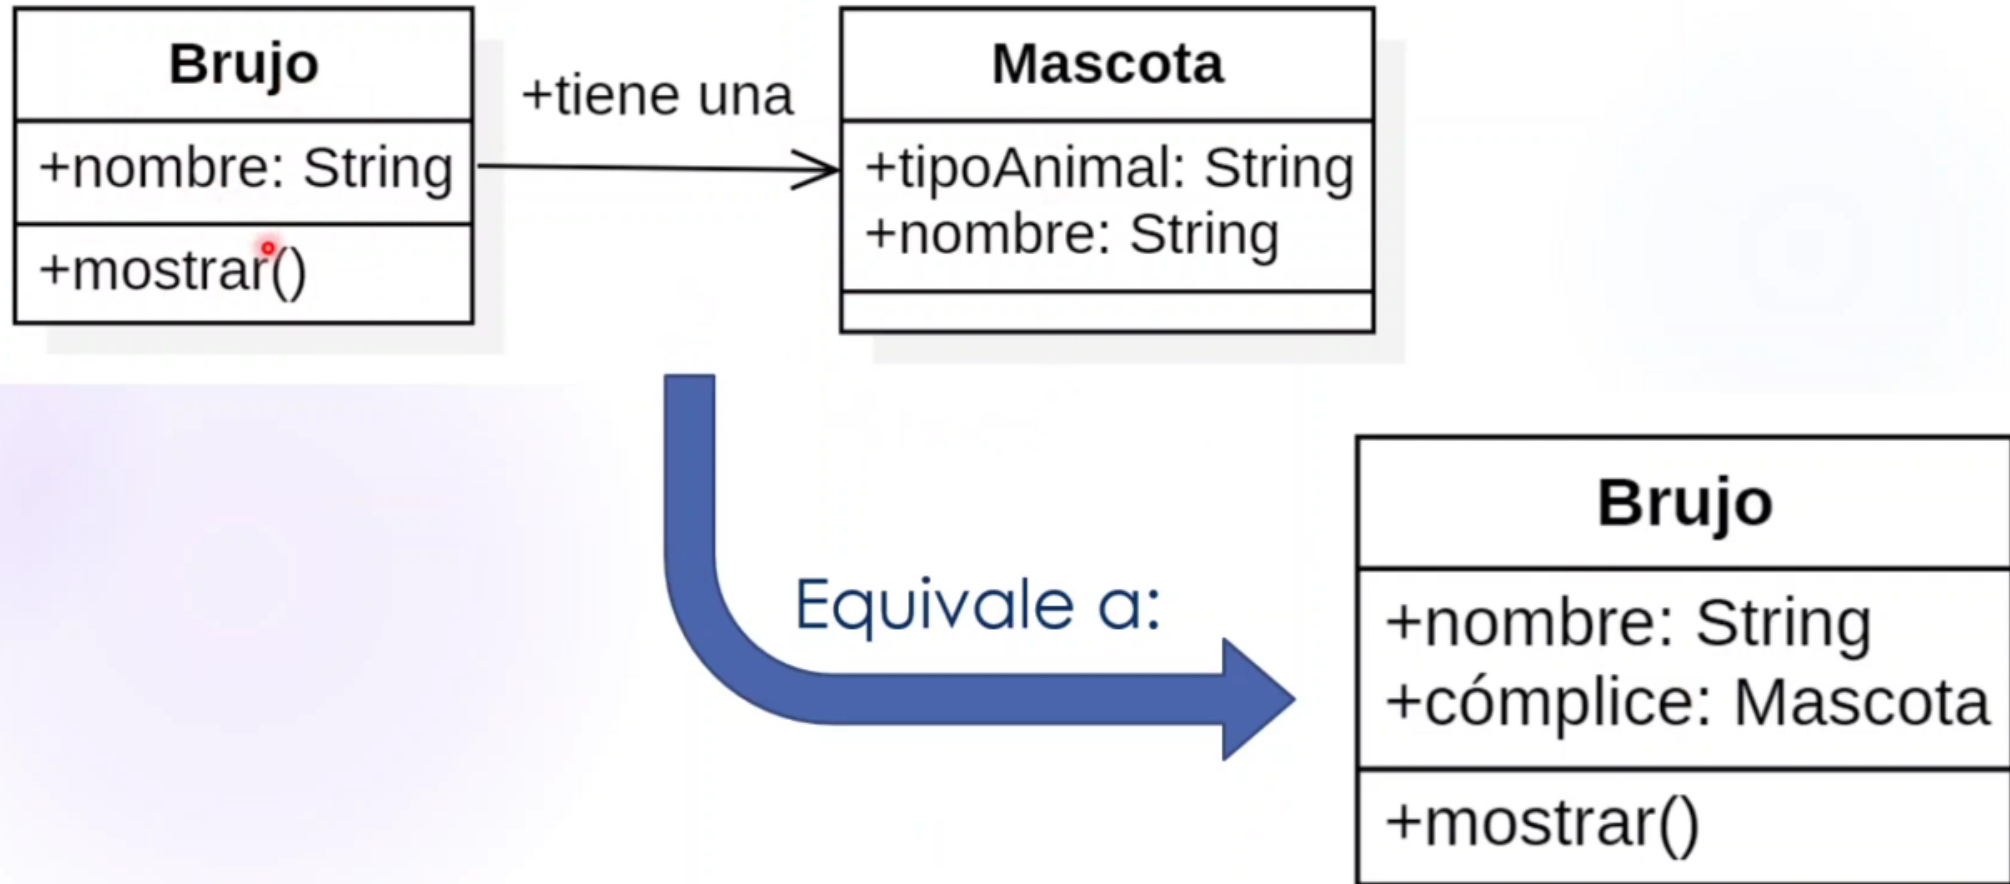 Brujo
+nombre: String
+mostrar()
+tiene una
Mascota
+tipoAnimal: String
+nombre: String
Equivale a:
Brujo
+nombre: String
+cómplice: Mascota
+mostrar()